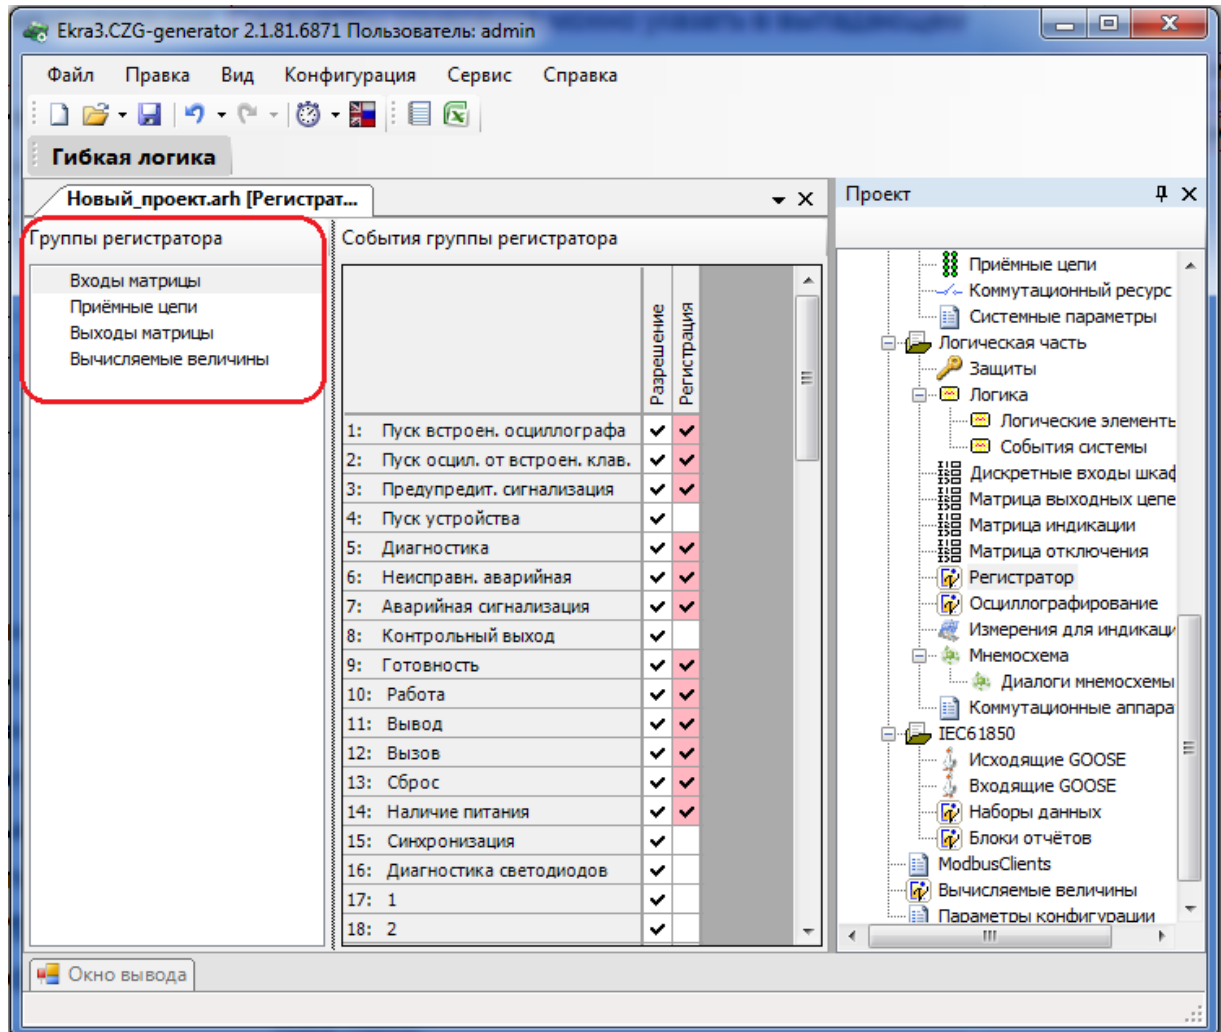 Ekra3.CZG-generator 2.1.81.6871 Пользователь: admin
Файл Правка Вид Конфигурация Сервис Справка
Гибкая логика
Новый_проект.arh [Регистрат...
Группы регистратора
Входы матрицы
Приёмные цепи
Выходы матрицы
Вычисляемые величины
События группы регистратора
Разрешение
Регистрация
1: Пуск встроен. осциллографа
2: Пуск осцил. от встроен. клав.
3: Предупредит. сигнализация
4: Пуск устройства
5: Диагностика
6: Неисправн. аварийная
7: Аварийная сигнализация
8: Контрольный выход
9: Готовность
10: Работа
11: Вывод
12: Вызов
13: Сброс
14: Наличие питания
15: Синхронизация
16: Диагностика светодиодов
17: 1
18: 2
Проект
Приёмные цепи
Коммутационный ресурс
Системные параметры
Логическая часть
Защиты
Логика
Логические элементь
События системы
Дискретные входы шкаф
Матрица выходных цепе
Матрица индикации
Матрица отключения
Регистратор
Осциллографирование
Измерения для индикаци
Мнемосхема
Диалоги мнемосхемы
Коммутационные аппара
IEC61850
Исходящие GOOSE
Входящие GOOSE
Наборы данных
Блоки отчётов
ModbusClients
Вычисляемые величины
Параметры конфигурации
Окно вывода